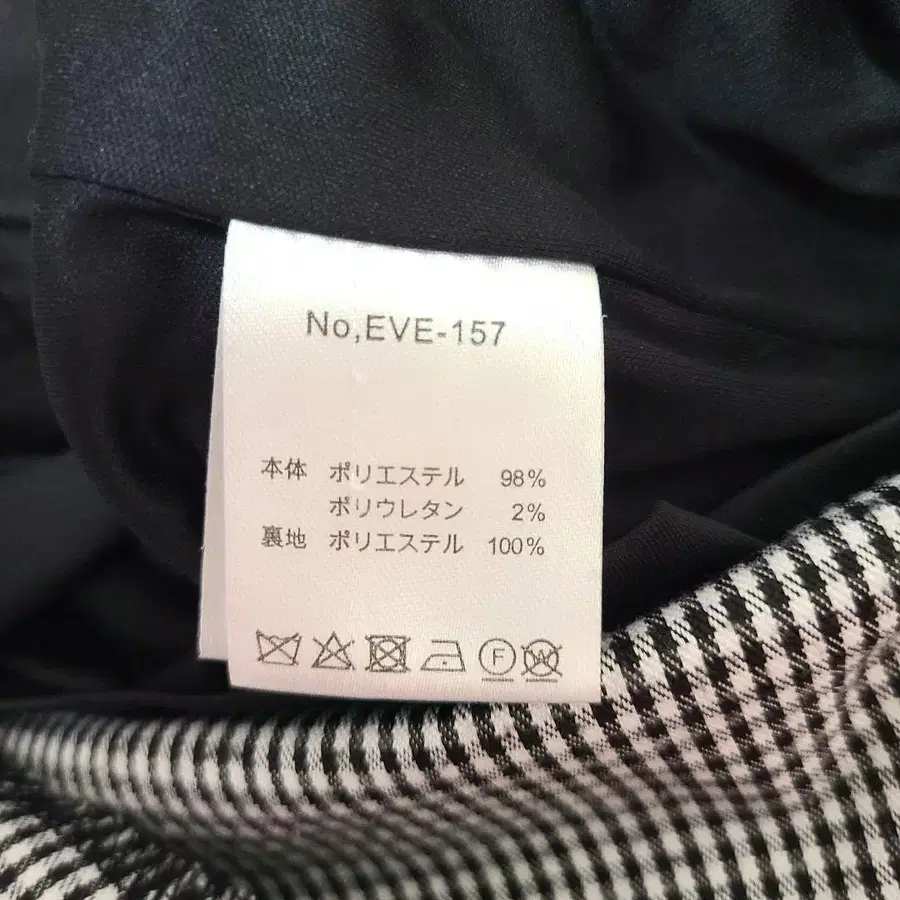 No,EVE-157
本体 ポリエステル 98%
ポリウレタン 2%
裏地 ポリエステル 100%
F W